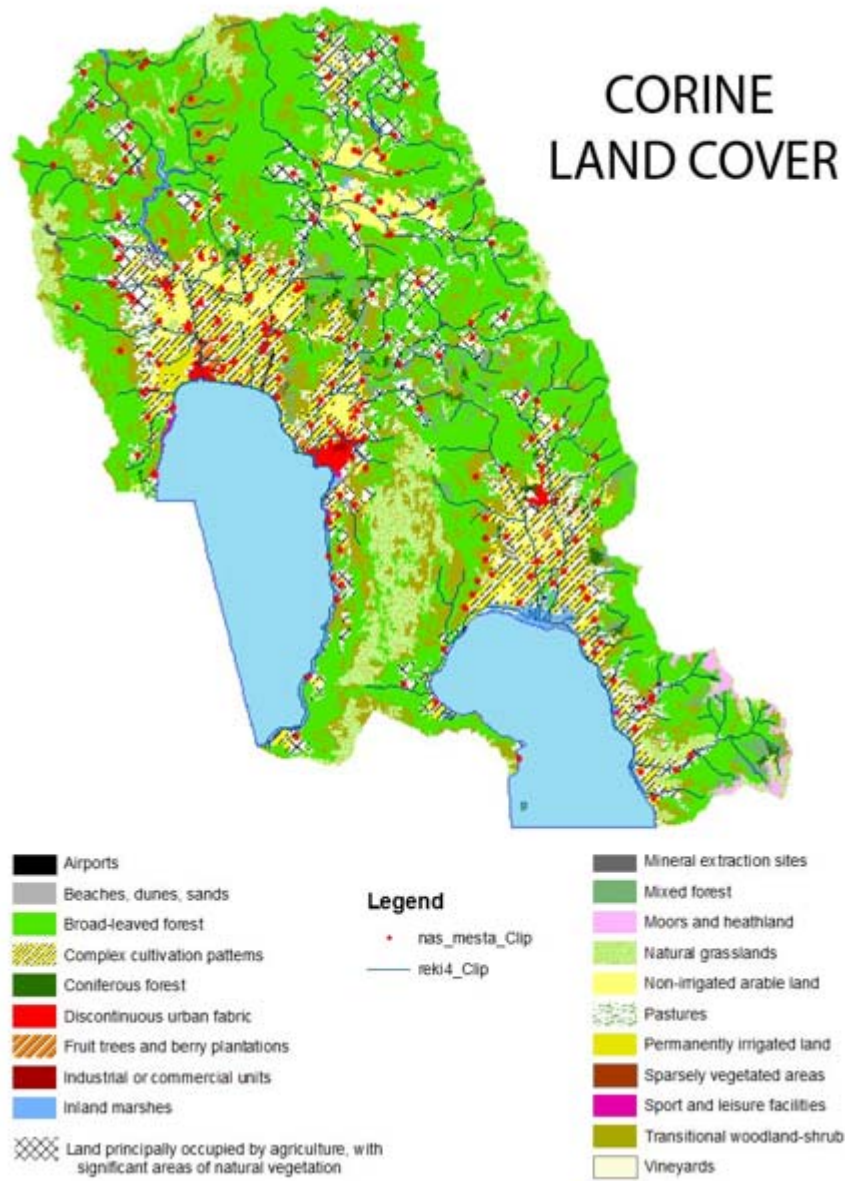 CORINE
LAND COVER
Airports
Beaches, dunes, sands
Broad-leaved forest
Complex cultivation patterns
Coniferous forest
Discontinuous urban fabric
Fruit trees and berry plantations
Industrial or commercial units
Inland marshes
Land principally occupied by agriculture, with
significant areas of natural vegetation
Legend
nas_mesta_Clip
reki4_Clip
Mineral extraction sites
Mixed forest
Moors and heathland
Natural grasslands
Non-irrigated arable land
Pastures
Permanently irrigated land
Sparsely vegetated areas
Sport and leisure facilities
Transitional woodland-shrub
Vineyards